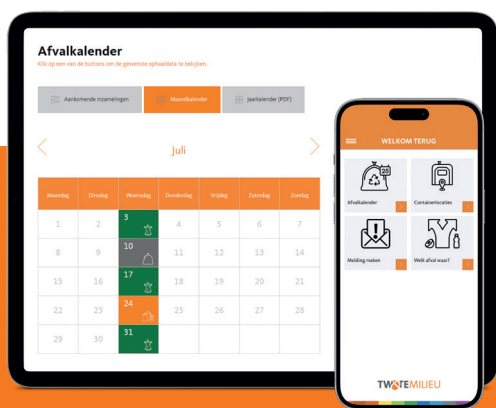 Afvalkalender
Klik op een van de buttons om de gewenste ophaaldata te bekijken.
Aankomende inzamelingen
Maandkalender
Jaarkalender (PDF)
Juli
Maandag Dinsdag Woensdag Donderdag Vrijdag Zaterdag Zondag
1 2 3 4 5 6 7
8 9 10 11 12 13 14
15 16 17 18 19 20 21
22 23 24 25 26 27 28
29 30 31
WELKOM TERUG
25
Afvalkalender
Containerlocaties
Melding maken
Welk afval waar?
TWENTEMILIEU